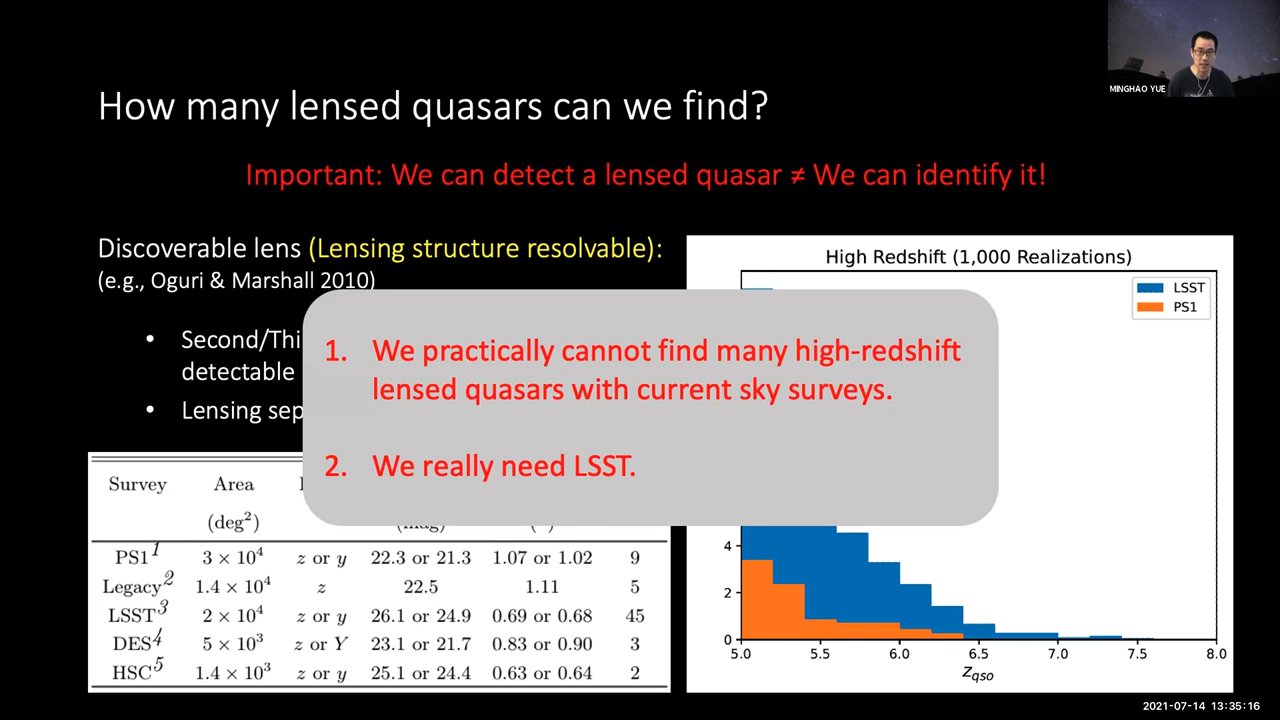 MINGHAO YUE
How many lensed quasars can we find?
Important: We can detect a lensed quasar ≠ We can identify it!
Discoverable lens (Lensing structure resolvable):
(e.g., Oguri & Marshall 2010)
• Second/Thi
detectable
• Lensing sep
1. We practically cannot find many high-redshift
lensed quasars with current sky surveys.
2. We really need LSST.
Survey Area
(deg²) (mag) (″)
PS1¹ 3 × 10⁴ z or y 22.3 or 21.3 1.07 or 1.02 9
Legacy² 1.4 × 10⁴ z 22.5 1.11 5
LSST³ 2 × 10⁴ z or y 26.1 or 24.9 0.69 or 0.68 45
DES⁴ 5 × 10³ z or Y 23.1 or 21.7 0.83 or 0.90 3
HSC⁵ 1.4 × 10³ z or y 25.1 or 24.4 0.63 or 0.64 2
High Redshift (1,000 Realizations)
LSST
PS1
4
2
0
5.0 5.5 6.0 6.5 7.0 7.5 8.0
zqso
2021-07-14 13:35:16